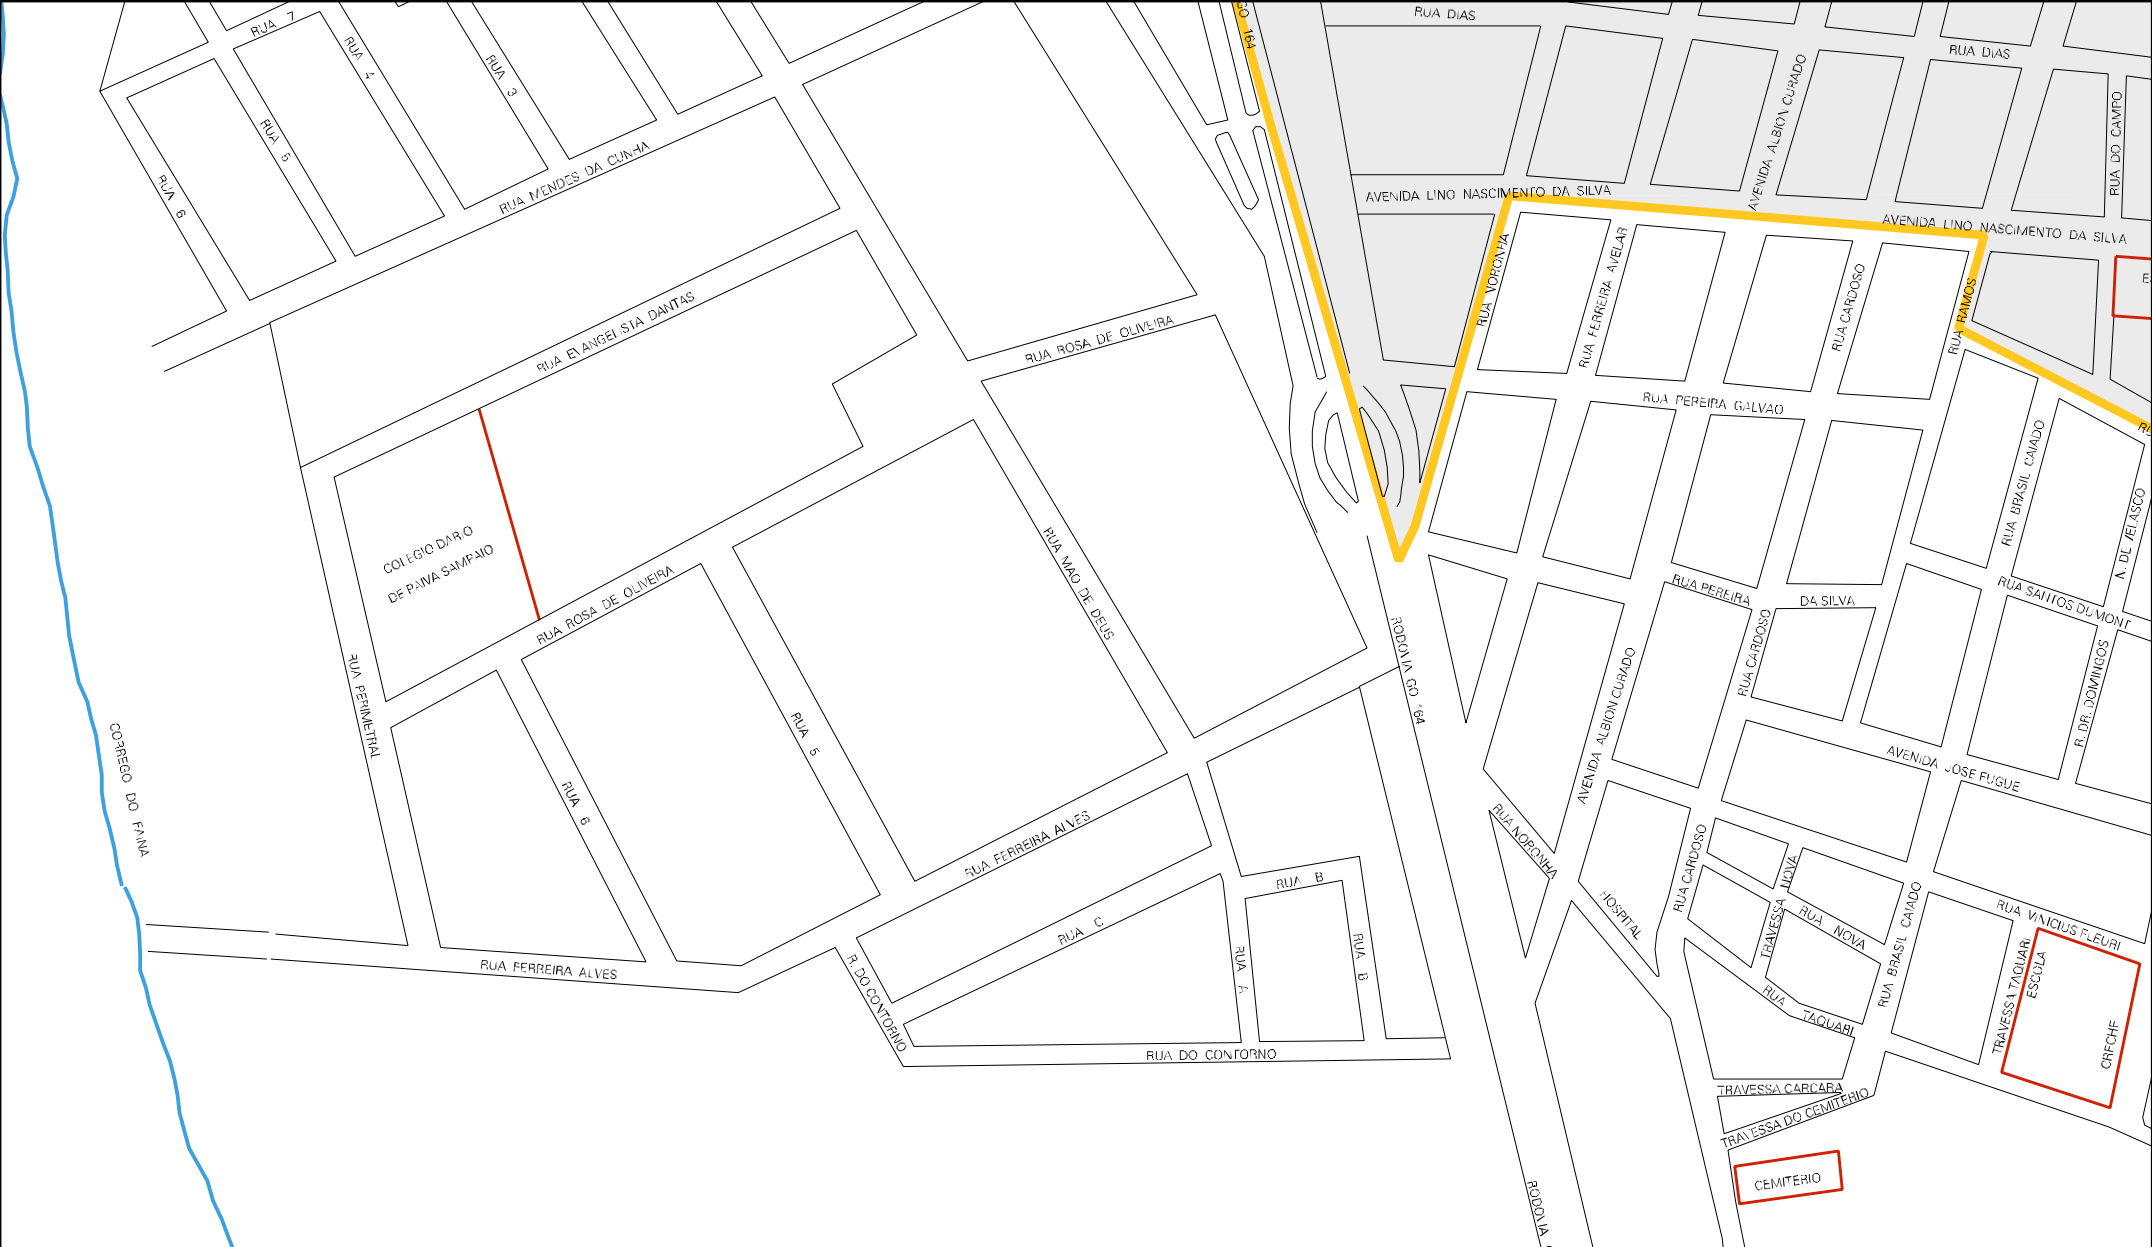 RUA 7
RUA 4
RUA 3
RUA 5
RUA 6
RUA MENDES DA CUNHA
GO 164
RUA DIAS
RUA DIAS
AVENIDA ALBION CURADO
RUA DO CAMPO
AVENIDA LINO NASCIMENTO DA SILVA
AVENIDA LINO NASCIMENTO DA SILVA
RUA VORONHA
RUA FERREIRA AVELAR
RUA CARDOSO
RUA RAMOS
RUA EVANGELISTA DANTAS
RUA ROSA DE OLIVEIRA
RUA PEREIRA GALVAO
RUA BRASIL CAIADO
N. DE VELASCO
COLEGIO DARIO
DE PAIVA SAMPAIO
RUA ROSA DE OLIVEIRA
RUA MAO DE DEUS
RUA PEREIRA
DA SILVA
RUA SANTOS DUMONT
RODOVIA GO 164
RUA CARDOSO
AVENIDA ALBION CURADO
R. DR. DOMINGOS
RUA PERIMETRAL
CORREGO DO FAINA
RUA 5
RUA 6
AVENIDA JOSE FUGUE
RUA FERREIRA ALVES
RUA NORONHA
RUA CARDOSO
HOSPITAL
TRAVESSA NOVA
RUA NOVA
RUA BRASIL CAIADO
RUA VINICIUS FLEURI
RUA B
RUA C
RUA A
RUA B
R. DO CONTORNO
RUA FERREIRA ALVES
RUA TAQUARI
TRAVESSA TAQUARI
ESCOLA
CRECHE
RUA DO CONTORNO
TRAVESSA CARCARA
TRAVESSA DO CEMITERIO
CEMITERIO
RODOVIA